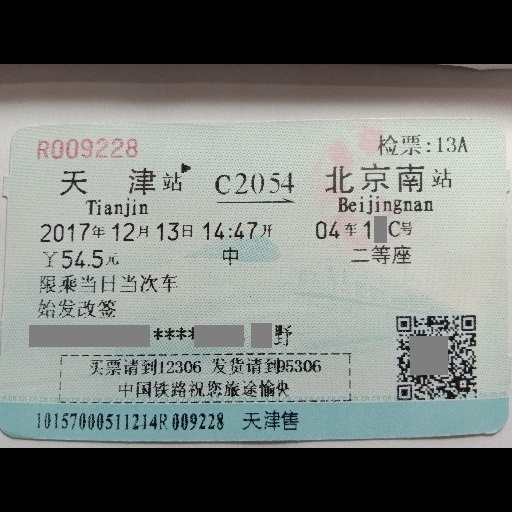 R009228 检票:13A
天津站 C2054 北京南站
Tianjin Beijingnan
2017年12月13日14:47开 04车1 C号
￥54.5元 中 二等座
限乘当日当次车
始发改签
**** 野
买票请到12306 发货请到95306
中国铁路祝您旅途愉快
10157000511214R009228 天津售